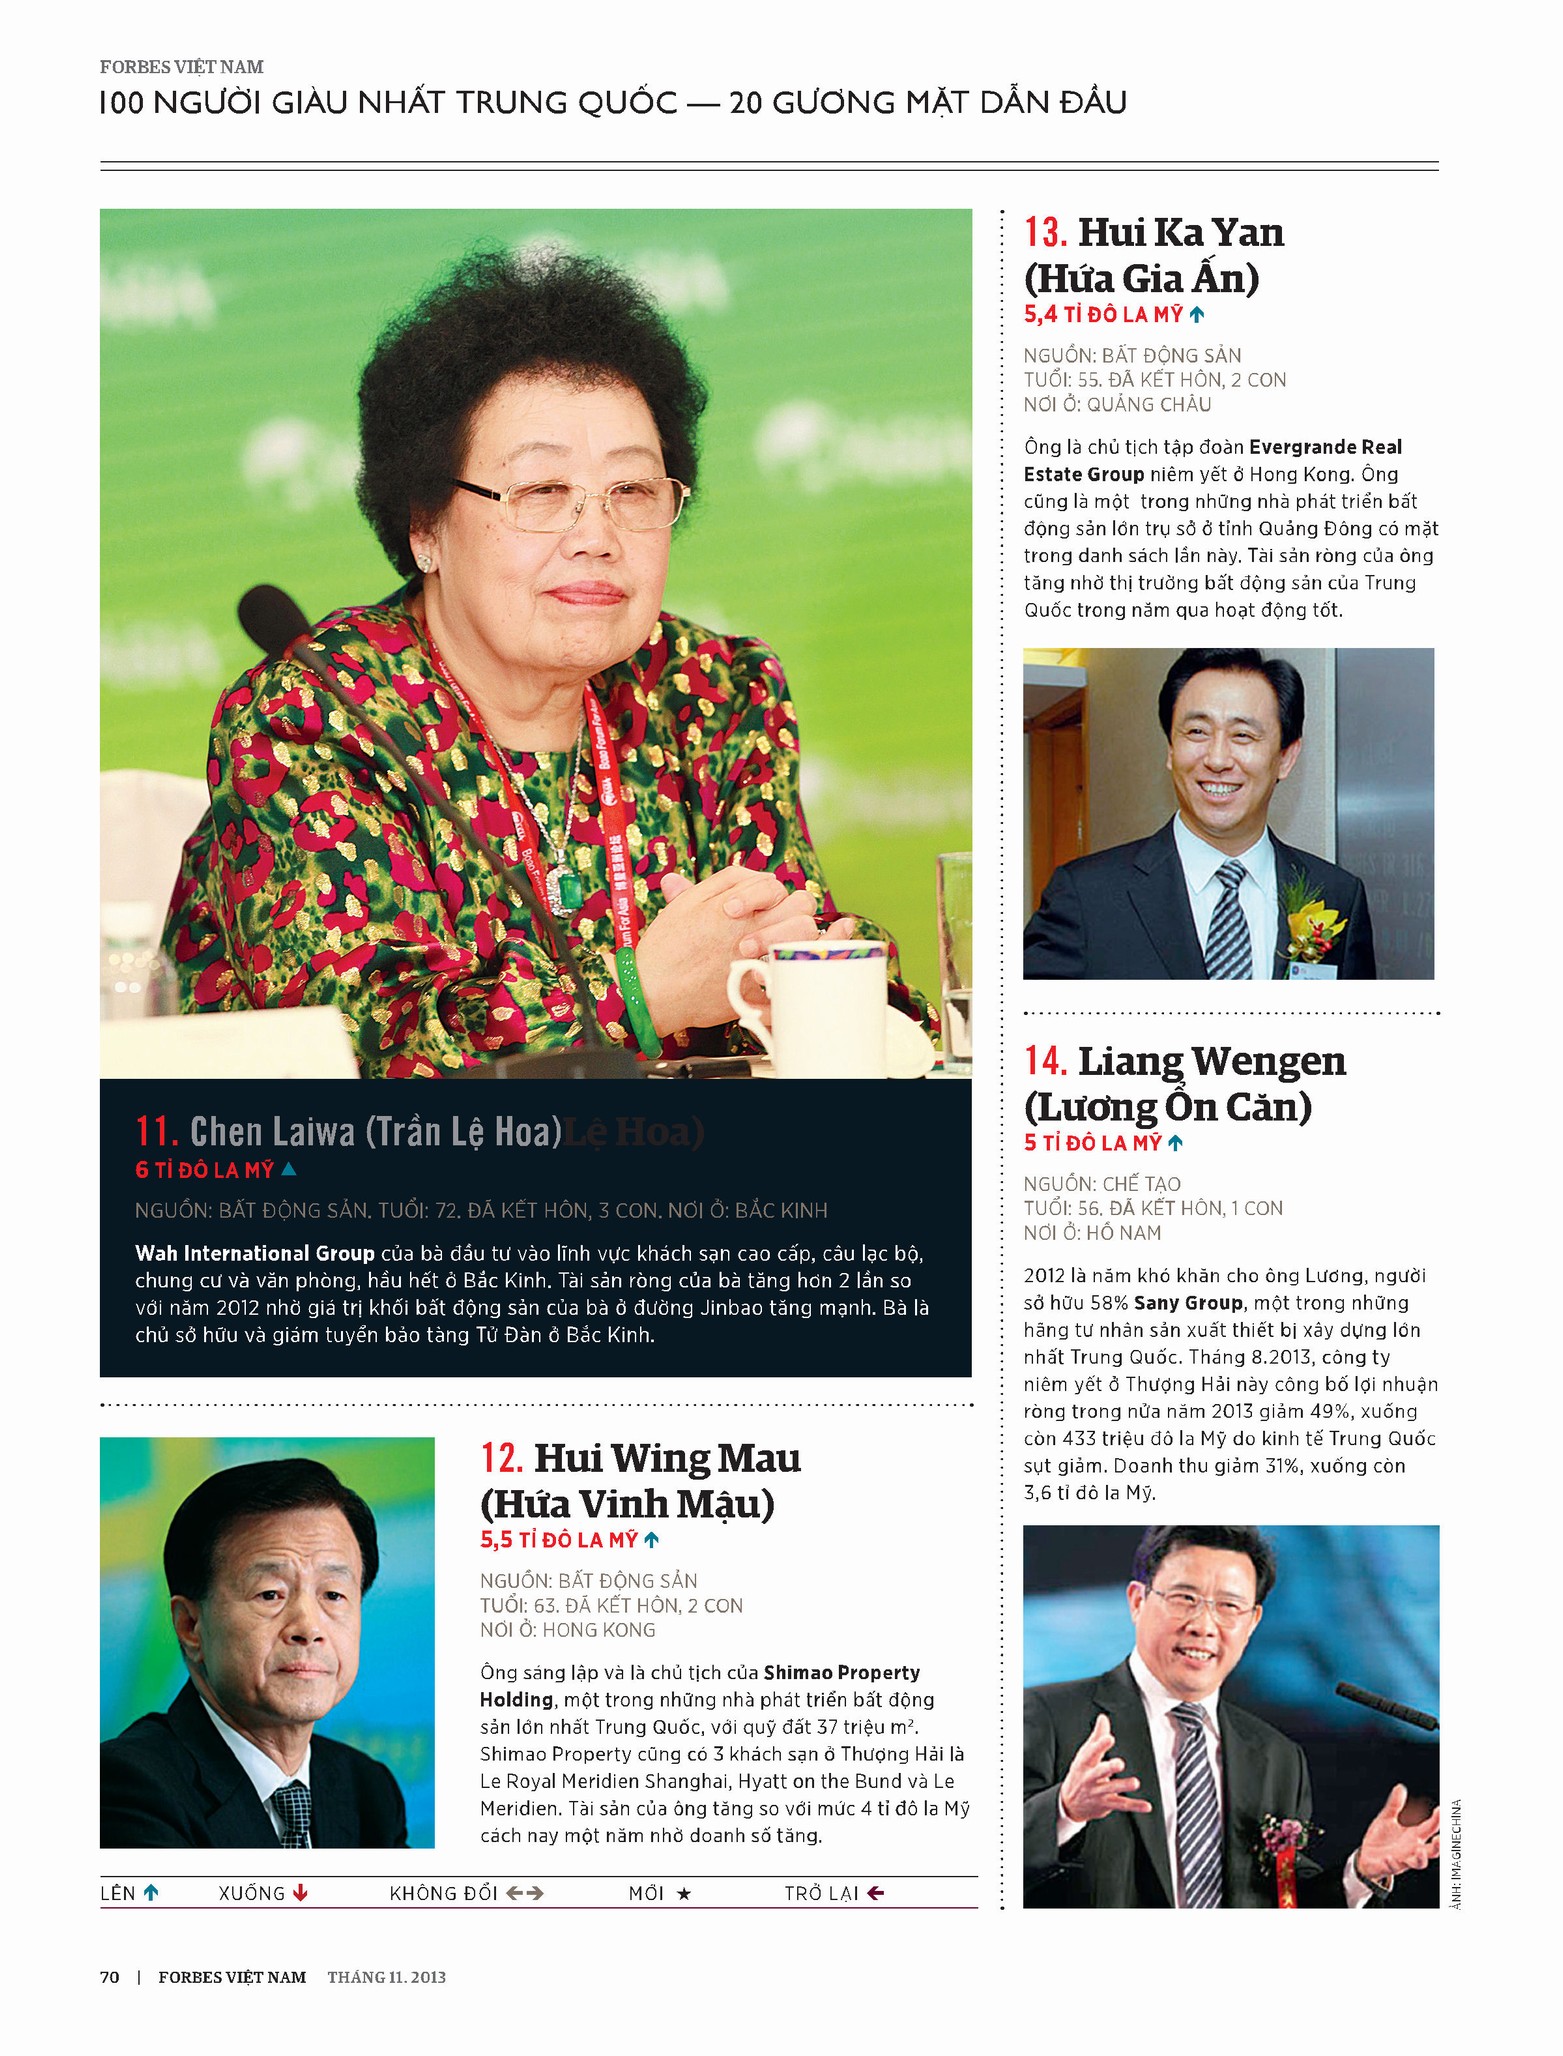 FORBES VIỆT NAM
100 NGƯỜI GIÀU NHẤT TRUNG QUỐC — 20 GƯƠNG MẶT DẪN ĐẦU
Boao Forum For Asia
博鳌亚洲论坛
Boao Forum
rum For Asia
11. Chen Laiwa (Trần Lệ Hoa)Lệ Hoa)
6 TỈ ĐÔ LA MỸ ▲
NGUỒN: BẤT ĐỘNG SẢN. TUỔI: 72. ĐÃ KẾT HÔN, 3 CON. NƠI Ở: BẮC KINH
Wah International Group của bà đầu tư vào lĩnh vực khách sạn cao cấp, câu lạc bộ,
chung cư và văn phòng, hầu hết ở Bắc Kinh. Tài sản ròng của bà tăng hơn 2 lần so
với năm 2012 nhờ giá trị khối bất động sản của bà ở đường Jinbao tăng mạnh. Bà là
chủ sở hữu và giám tuyển bảo tàng Tử Đàn ở Bắc Kinh.
12. Hui Wing Mau
(Hứa Vinh Mậu)
5,5 TỈ ĐÔ LA MỸ ↑
NGUỒN: BẤT ĐỘNG SẢN
TUỔI: 63. ĐÃ KẾT HÔN, 2 CON
NƠI Ở: HONG KONG
Ông sáng lập và là chủ tịch của Shimao Property
Holding, một trong những nhà phát triển bất động
sản lớn nhất Trung Quốc, với quỹ đất 37 triệu m².
Shimao Property cũng có 3 khách sạn ở Thượng Hải là
Le Royal Meridien Shanghai, Hyatt on the Bund và Le
Meridien. Tài sản của ông tăng so với mức 4 tỉ đô la Mỹ
cách nay một năm nhờ doanh số tăng.
LÊN ↑ XUỐNG ↓ KHÔNG ĐỔI ←→ MỚI ★ TRỞ LẠI ←
13. Hui Ka Yan
(Hứa Gia Ấn)
5,4 TỈ ĐÔ LA MỸ ↑
NGUỒN: BẤT ĐỘNG SẢN
TUỔI: 55. ĐÃ KẾT HÔN, 2 CON
NƠI Ở: QUẢNG CHÂU
Ông là chủ tịch tập đoàn Evergrande Real
Estate Group niêm yết ở Hong Kong. Ông
cũng là một trong những nhà phát triển bất
động sản lớn trụ sở ở tỉnh Quảng Đông có mặt
trong danh sách lần này. Tài sản ròng của ông
tăng nhờ thị trường bất động sản của Trung
Quốc trong năm qua hoạt động tốt.
14. Liang Wengen
(Lương Ổn Căn)
5 TỈ ĐÔ LA MỸ ↑
NGUỒN: CHẾ TẠO
TUỔI: 56. ĐÃ KẾT HÔN, 1 CON
NƠI Ở: HỒ NAM
2012 là năm khó khăn cho ông Lương, người
sở hữu 58% Sany Group, một trong những
hãng tư nhân sản xuất thiết bị xây dựng lớn
nhất Trung Quốc. Tháng 8.2013, công ty
niêm yết ở Thượng Hải này công bố lợi nhuận
ròng trong nửa năm 2013 giảm 49%, xuống
còn 433 triệu đô la Mỹ do kinh tế Trung Quốc
sụt giảm. Doanh thu giảm 31%, xuống còn
3,6 tỉ đô la Mỹ.
ẢNH: IMAGINECHINA
70 | FORBES VIỆT NAM THÁNG 11. 2013